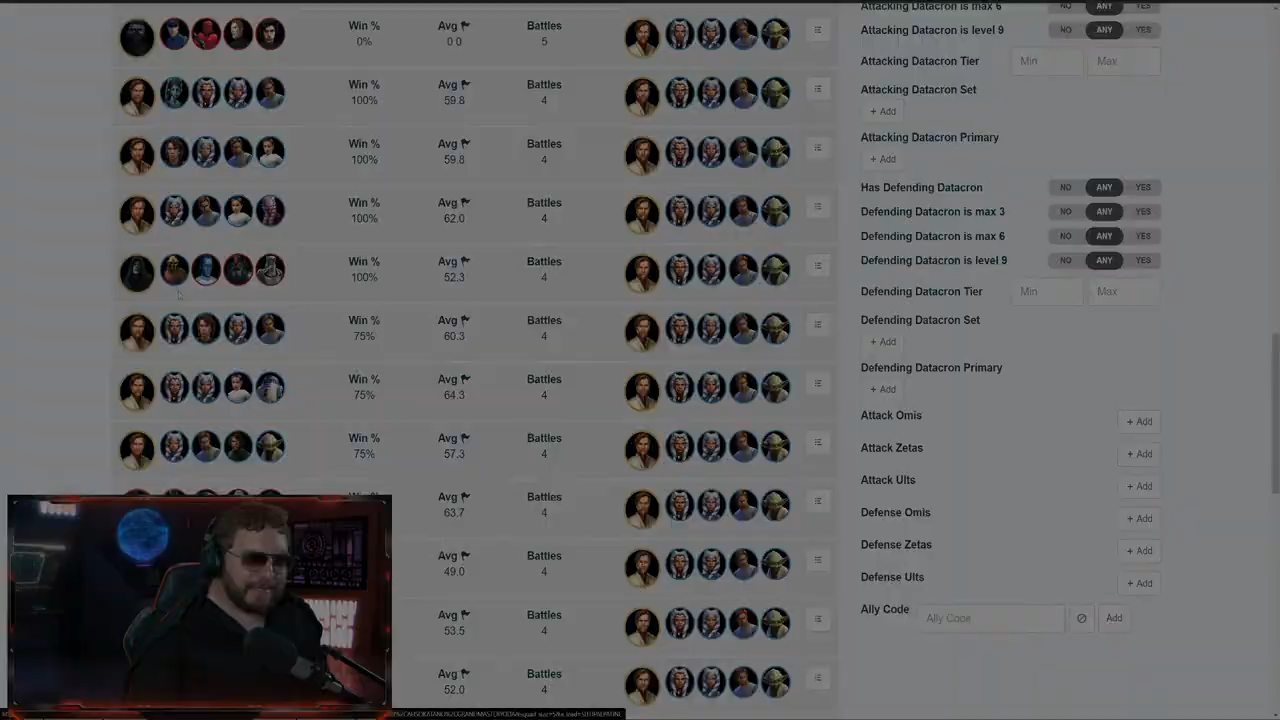 Win % Avg Battles
0% 0 0 5
Win % Avg Battles
100% 59.8 4
Win % Avg Battles
100% 59.8 4
Win % Avg Battles
100% 62.0 4
Win % Avg Battles
100% 52.3 4
Win % Avg Battles
75% 60.3 4
Win % Avg Battles
75% 64.3 4
Win % Avg Battles
75% 57.3 4
Avg Battles
63.7 4
Avg Battles
49.0 4
Avg Battles
53.5 4
Avg Battles
52.0 4
Attacking Datacron is max 6 NO ANY YES
Attacking Datacron is level 9 NO ANY YES
Attacking Datacron Tier Min Max
Attacking Datacron Set
+ Add
Attacking Datacron Primary
+ Add
Has Defending Datacron NO ANY YES
Defending Datacron is max 3 NO ANY YES
Defending Datacron is max 6 NO ANY YES
Defending Datacron is level 9 NO ANY YES
Defending Datacron Tier Min Max
Defending Datacron Set
+ Add
Defending Datacron Primary
+ Add
Attack Omis + Add
Attack Zetas + Add
Attack Ults + Add
Defense Omis + Add
Defense Zetas + Add
Defense Ults + Add
Ally Code Ally Code Add